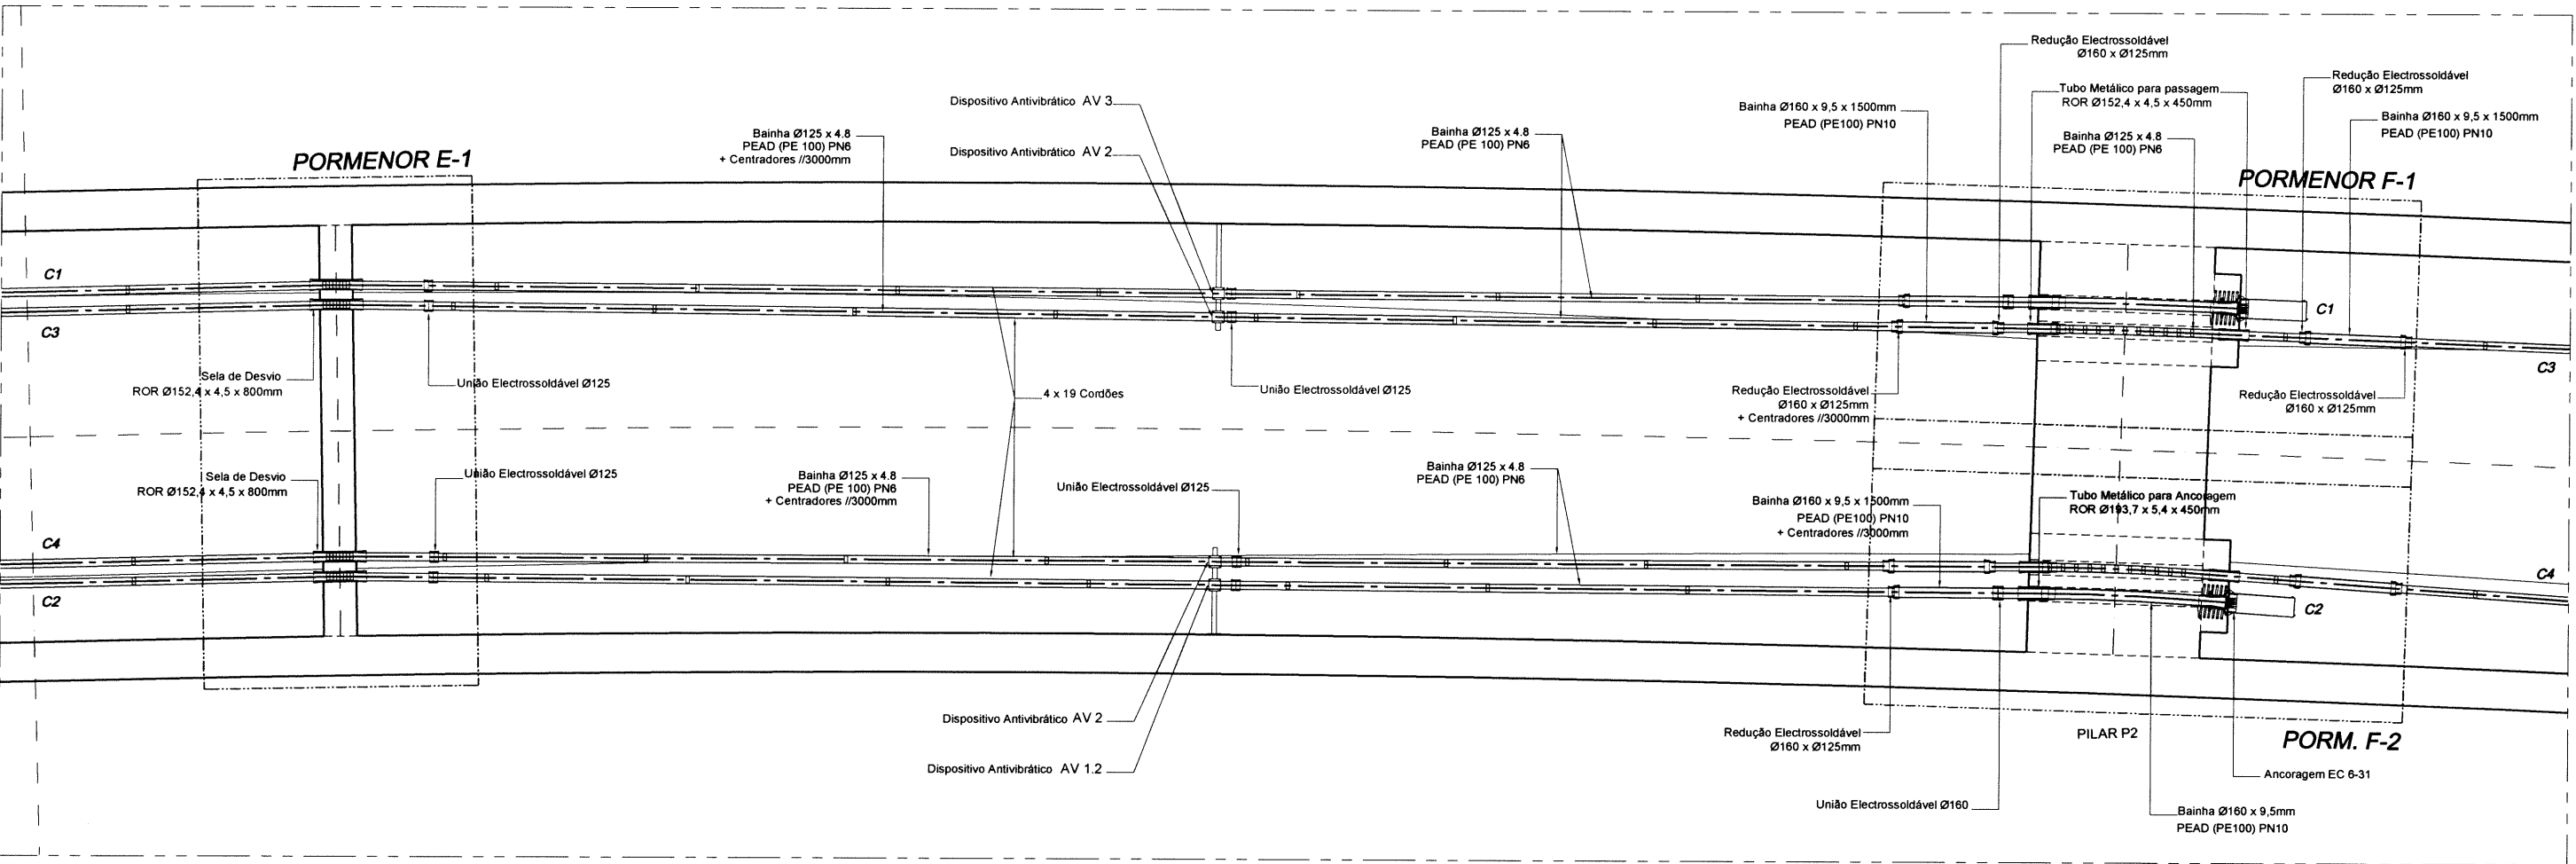 Redução Electrossoldável
Ø160 x Ø125mm
Redução Electrossoldável
Ø160 x Ø125mm
Tubo Metálico para passagem
ROR Ø152,4 x 4,5 x 450mm
Dispositivo Antivibrático AV 3
Bainha Ø160 x 9,5 x 1500mm
PEAD (PE100) PN10
Bainha Ø160 x 9,5 x 1500mm
PEAD (PE100) PN10
Bainha Ø125 x 4.8
PEAD (PE 100) PN6
+ Centradores //3000mm
Dispositivo Antivibrático AV 2
Bainha Ø125 x 4.8
PEAD (PE 100) PN6
Bainha Ø125 x 4.8
PEAD (PE 100) PN6
PORMENOR E-1
PORMENOR F-1
C1
C3
C1
C3
Sela de Desvio
ROR Ø152,4 x 4,5 x 800mm
União Electrossoldável Ø125
4 x 19 Cordões
União Electrossoldável Ø125
Redução Electrossoldável
Ø160 x Ø125mm
+ Centradores //3000mm
Redução Electrossoldável
Ø160 x Ø125mm
Sela de Desvio
ROR Ø152,4 x 4,5 x 800mm
União Electrossoldável Ø125
Bainha Ø125 x 4.8
PEAD (PE 100) PN6
+ Centradores //3000mm
União Electrossoldável Ø125
Bainha Ø125 x 4.8
PEAD (PE 100) PN6
Bainha Ø160 x 9,5 x 1500mm
PEAD (PE100) PN10
+ Centradores //3000mm
Tubo Metálico para Ancoragem
ROR Ø193,7 x 5,4 x 450mm
C4
C2
C4
C2
Dispositivo Antivibrático AV 2
Dispositivo Antivibrático AV 1.2
Redução Electrossoldável
Ø160 x Ø125mm
PILAR P2
PORM. F-2
Ancoragem EC 6-31
União Electrossoldável Ø160
Bainha Ø160 x 9,5mm
PEAD (PE100) PN10